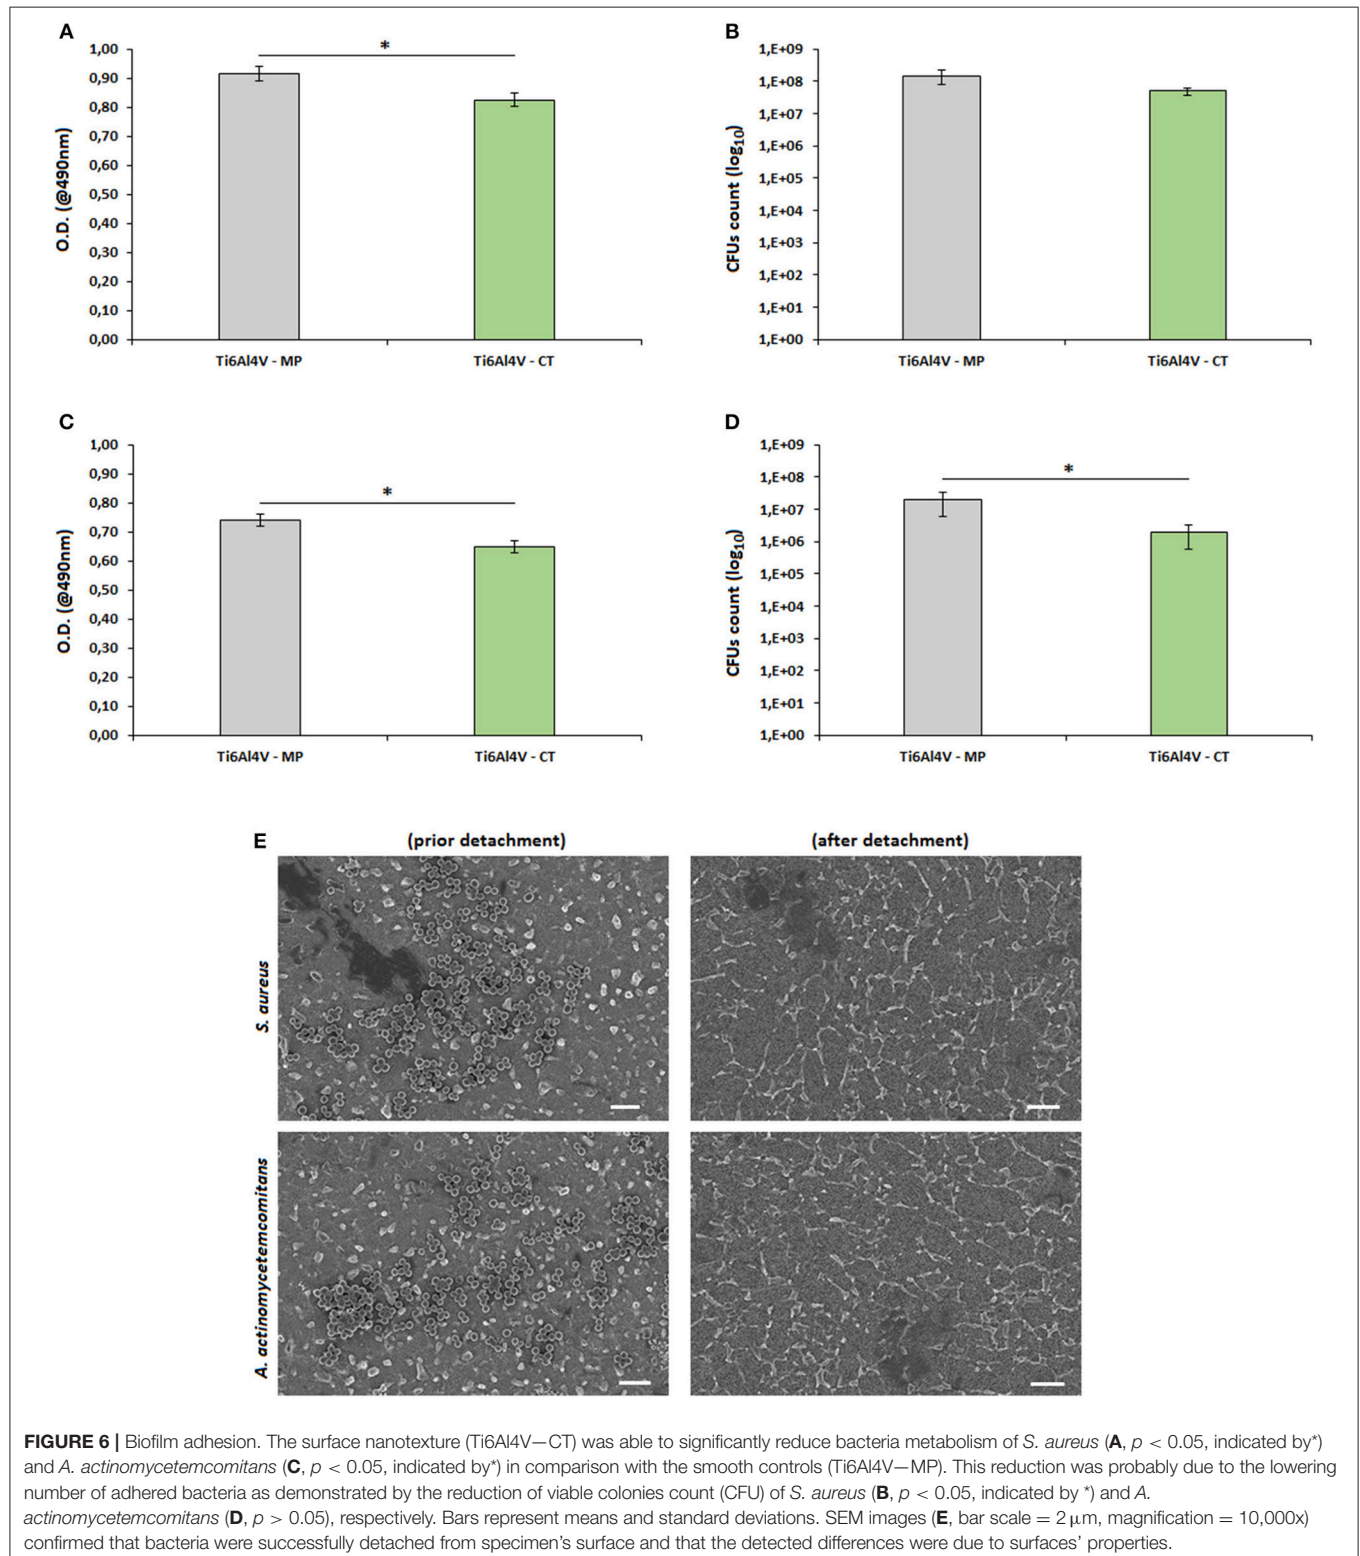 A
1,00
0,90
0,80
0,70
0,60
0,50
0,40
0,30
0,20
0,10
0,00
O.D. (@490nm)
*
Ti6Al4V - MP
Ti6Al4V - CT
B
1,E+09
1,E+08
1,E+07
1,E+06
1,E+05
1,E+04
1,E+03
1,E+02
1,E+01
1,E+00
CFUs count (log10)
Ti6Al4V - MP
Ti6Al4V - CT
C
1,00
0,90
0,80
0,70
0,60
0,50
0,40
0,30
0,20
0,10
0,00
O.D. (@490nm)
*
Ti6Al4V - MP
Ti6Al4V - CT
D
1,E+09
1,E+08
1,E+07
1,E+06
1,E+05
1,E+04
1,E+03
1,E+02
1,E+01
1,E+00
CFUs count (log10)
*
Ti6Al4V - MP
Ti6Al4V - CT
E
(prior detachment)
(after detachment)
S. aureus
A. actinomycetemcomitans
FIGURE 6 | Biofilm adhesion. The surface nanotexture (Ti6Al4V—CT) was able to significantly reduce bacteria metabolism of S. aureus (A, p < 0.05, indicated by*)
and A. actinomycetemcomitans (C, p < 0.05, indicated by*) in comparison with the smooth controls (Ti6Al4V—MP). This reduction was probably due to the lowering
number of adhered bacteria as demonstrated by the reduction of viable colonies count (CFU) of S. aureus (B, p < 0.05, indicated by *) and A.
actinomycetemcomitans (D, p > 0.05), respectively. Bars represent means and standard deviations. SEM images (E, bar scale = 2 μm, magnification = 10,000x)
confirmed that bacteria were successfully detached from specimen's surface and that the detected differences were due to surfaces' properties.